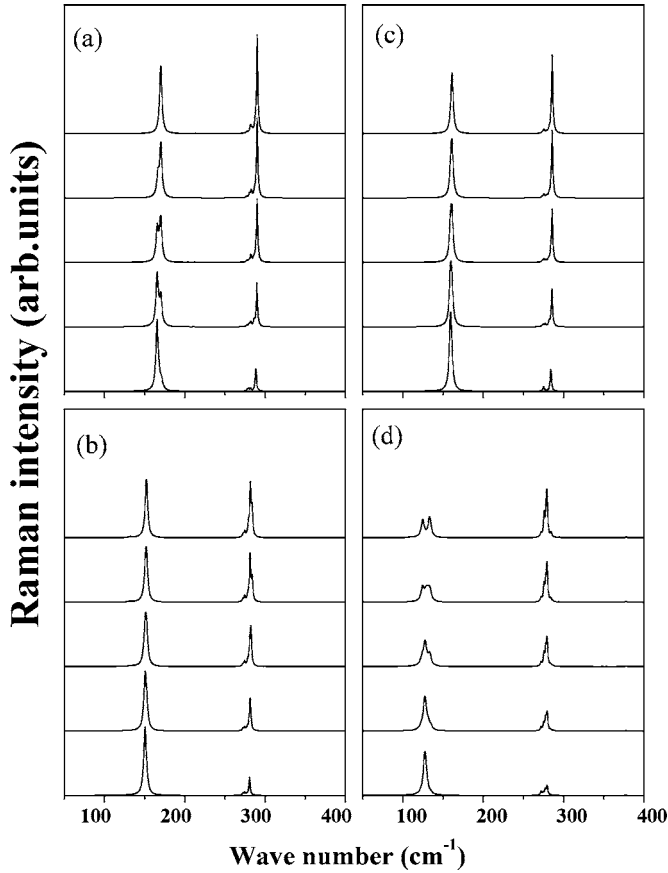 (a)
(c)
(b)
(d)
Raman intensity (arb.units)
100 200 300 400 100 200 300 400
Wave number (cm⁻¹)